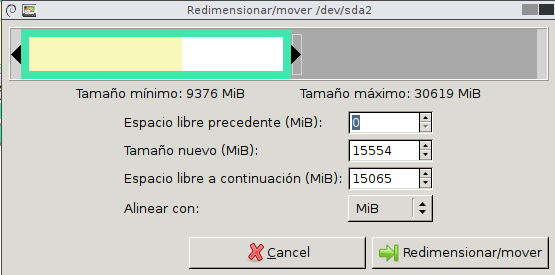 Redimensionar/mover /dev/sda2
Tamaño mínimo: 9376 MiB Tamaño máximo: 30619 MiB
Espacio libre precedente (MiB): 0
Tamaño nuevo (MiB): 15554
Espacio libre a continuación (MiB): 15065
Alinear con: MiB
Cancel Redimensionar/mover